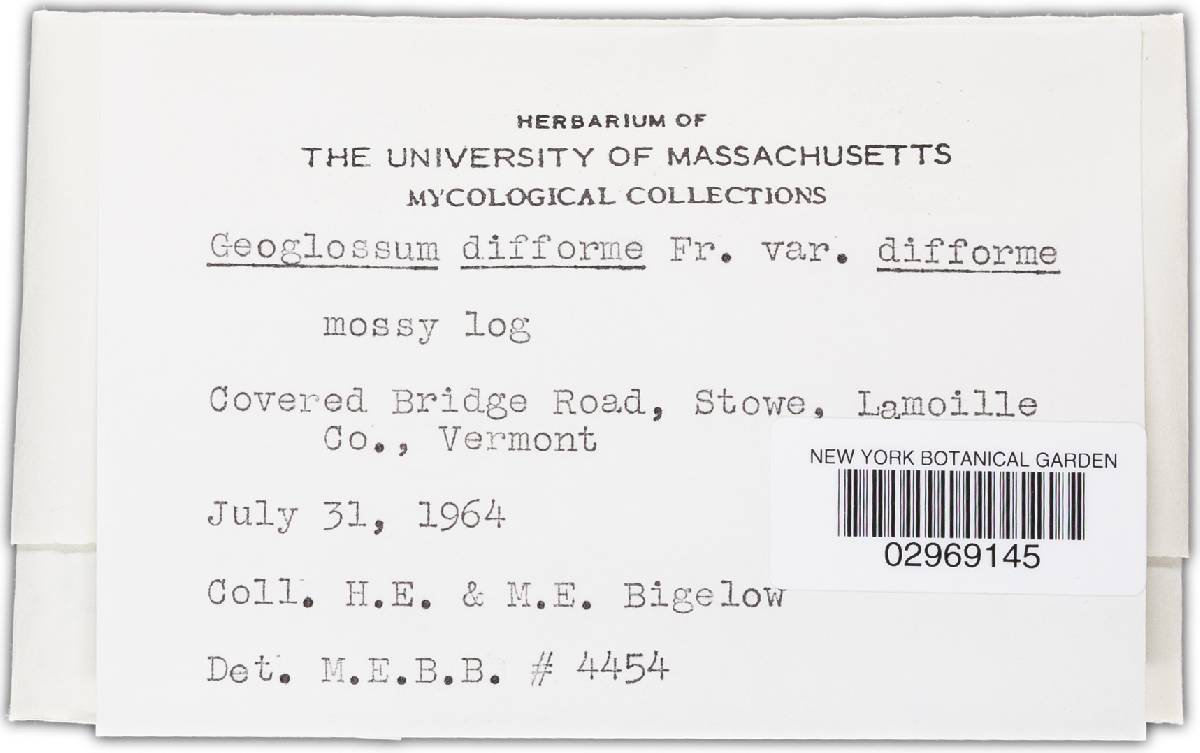 HERBARIUM OF
THE UNIVERSITY OF MASSACHUSETTS
MYCOLOGICAL COLLECTIONS
Geoglossum difforme Fr. var. difforme
mossy log
Covered Bridge Road, Stowe, Lamoille
Co., Vermont
NEW YORK BOTANICAL GARDEN
02969145
July 31, 1964
Coll. H.E. & M.E. Bigelow
Det. M.E.B.B. # 4454